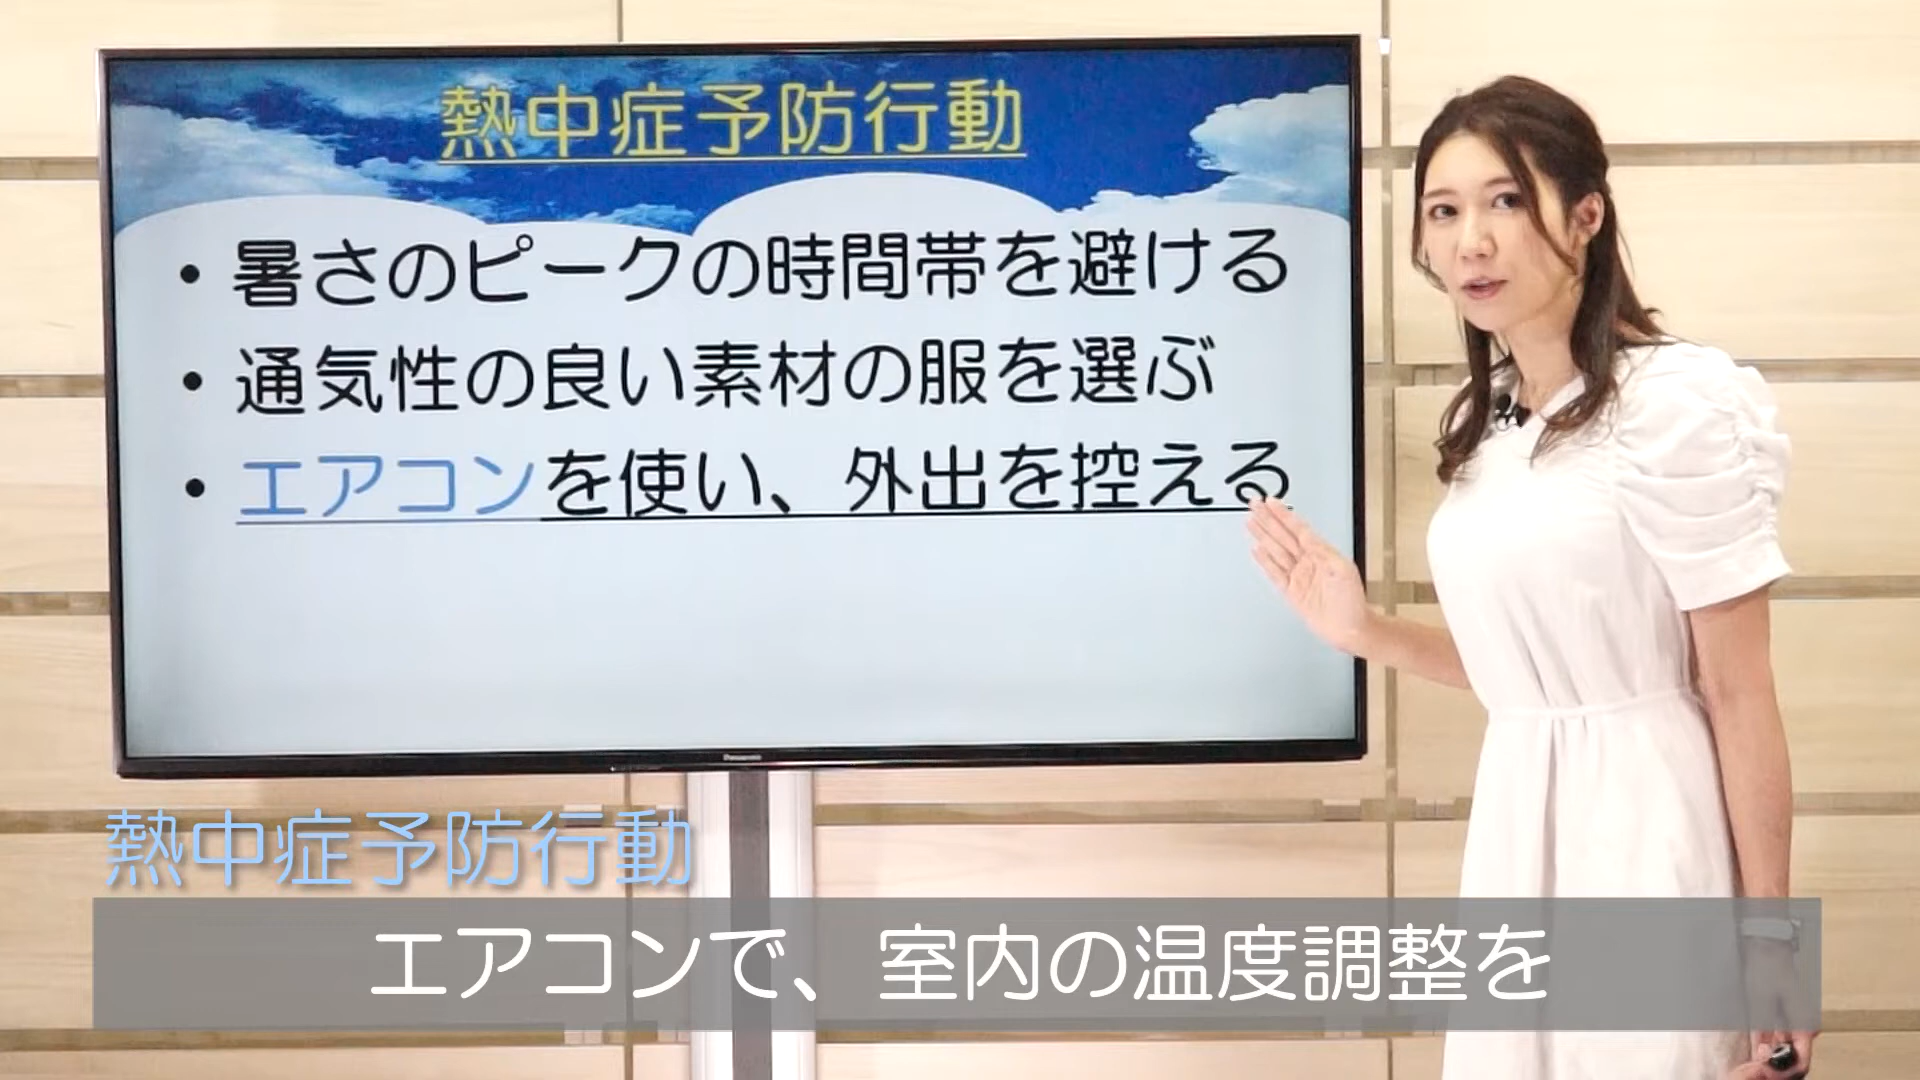 熱中症予防行動
・暑さのピークの時間帯を避ける
・通気性の良い素材の服を選ぶ
・エアコンを使い、外出を控える
Panasonic
熱中症予防行動
エアコンで、室内の温度調整を